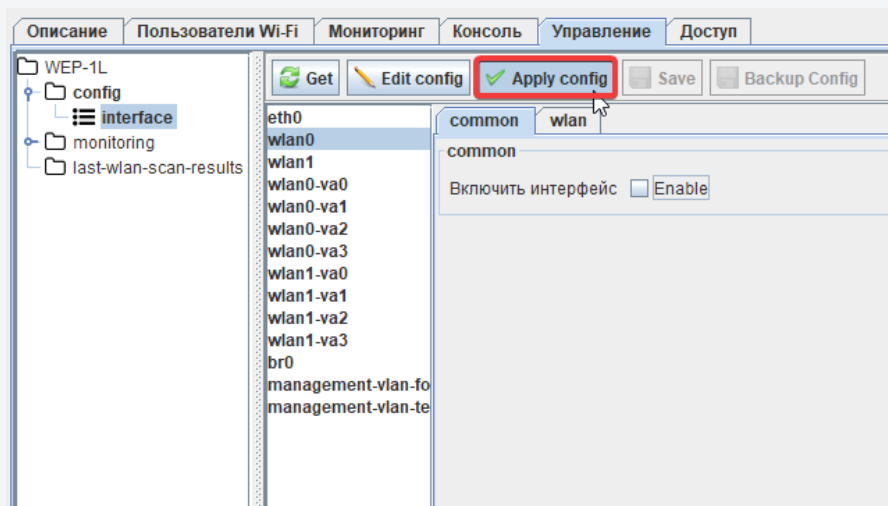 Описание Пользователи Wi-Fi Мониторинг Консоль Управление Доступ
WEP-1L
config
interface
monitoring
last-wlan-scan-results
Get Edit config Apply config Save Backup Config
eth0
wlan0
wlan1
wlan0-va0
wlan0-va1
wlan0-va2
wlan0-va3
wlan1-va0
wlan1-va1
wlan1-va2
wlan1-va3
br0
management-vlan-fo
management-vlan-te
common wlan
common
Включить интерфейс Enable